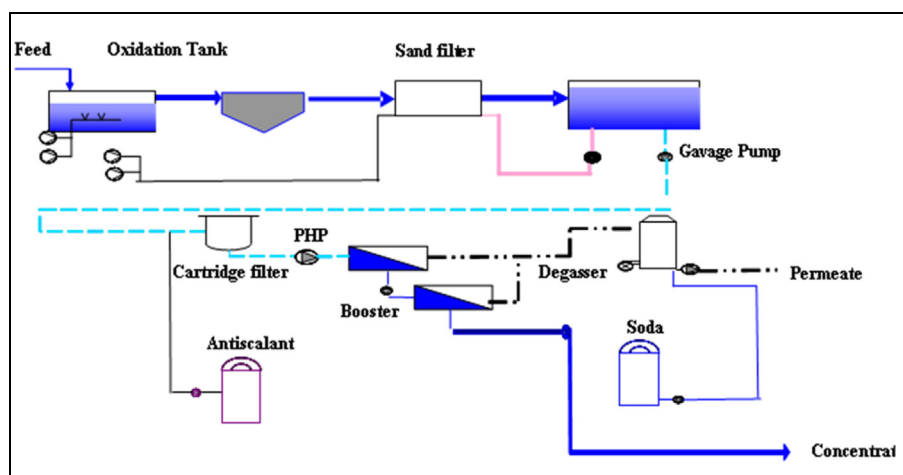 Feed
Oxidation Tank
Sand filter
Gavage Pump
PHP
Cartridge filter
Degasser
Permeate
Booster
Antiscalant
Soda
Concentrat